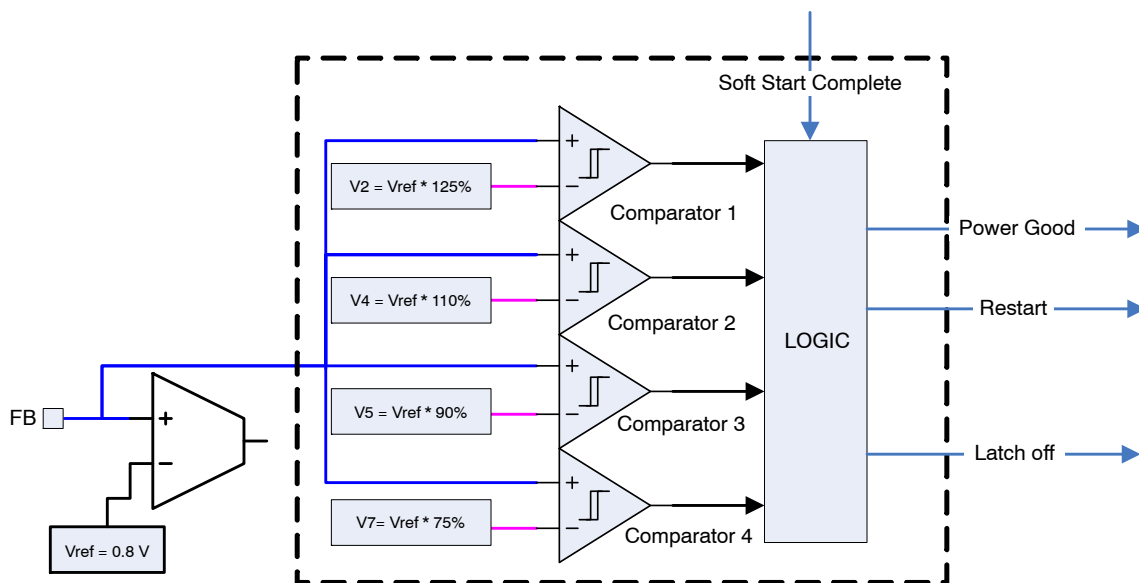 Soft Start Complete
+
V2 = Vref * 125%
−
Comparator 1
+
V4 = Vref * 110%
−
Comparator 2
+
V5 = Vref * 90%
−
Comparator 3
+
V7= Vref * 75%
−
Comparator 4
LOGIC
Power Good
Restart
Latch off
FB
+
−
Vref = 0.8 V